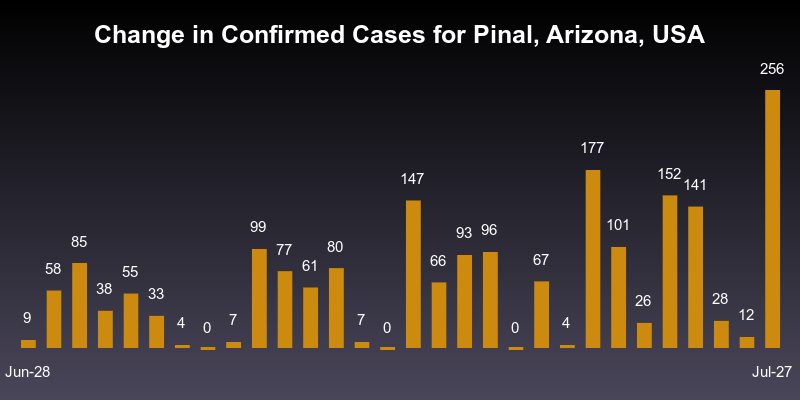 Change in Confirmed Cases for Pinal, Arizona, USA
9 58 85 38 55 33 4 0 7 99 77 61 80 7 0 147 66 93 96 0 67 4 177 101 26 152 141 28 12 256
Jun-28 Jul-27